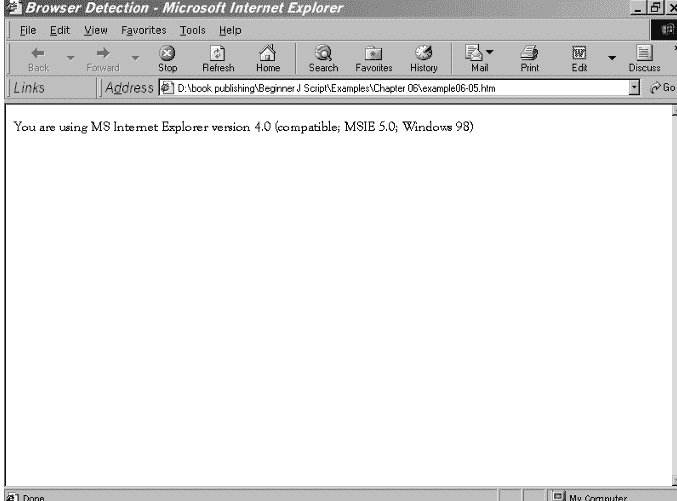 Browser Detection - Microsoft Internet Explorer
File Edit View Favorites Tools Help
Back Forward Stop Refresh Home Search Favorites History Mail Print Edit Discuss
Links Address D:\book publishing\Beginner J Script\Examples\Chapter 06\example06-05.htm Go
You are using MS Internet Explorer version 4.0 (compatible; MSIE 5.0; Windows 98)
Done My Computer